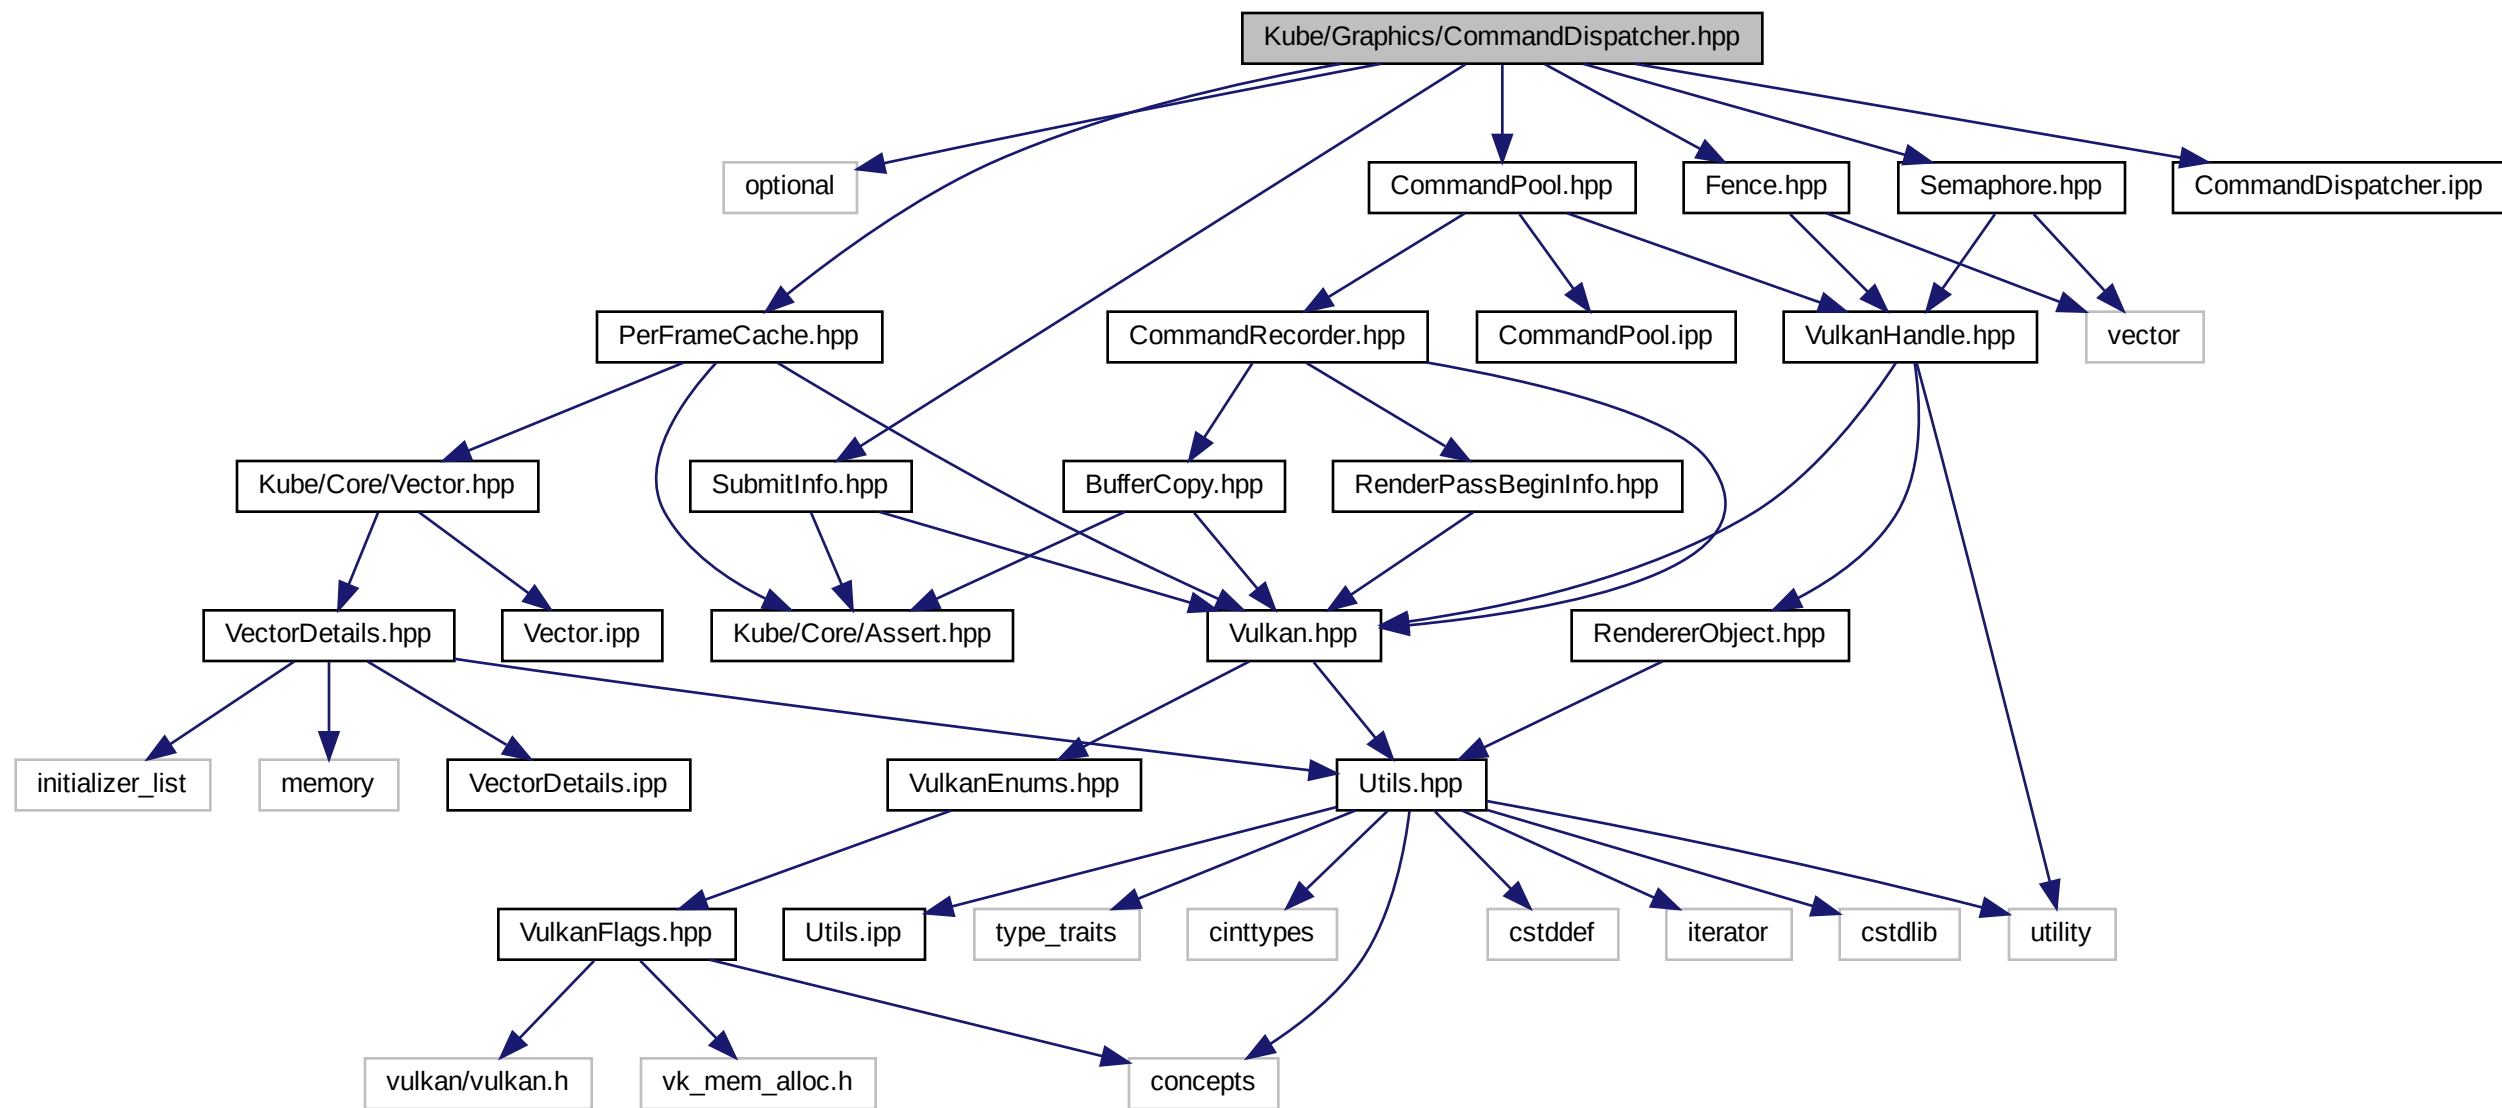 Kube/Graphics/CommandDispatcher.hpp
optional
CommandPool.hpp
Fence.hpp
Semaphore.hpp
CommandDispatcher.ipp
PerFrameCache.hpp
CommandRecorder.hpp
CommandPool.ipp
VulkanHandle.hpp
vector
Kube/Core/Vector.hpp
SubmitInfo.hpp
BufferCopy.hpp
RenderPassBeginInfo.hpp
VectorDetails.hpp
Vector.ipp
Kube/Core/Assert.hpp
Vulkan.hpp
RendererObject.hpp
initializer_list
memory
VectorDetails.ipp
VulkanEnums.hpp
Utils.hpp
VulkanFlags.hpp
Utils.ipp
type_traits
cinttypes
cstddef
iterator
cstdlib
utility
vulkan/vulkan.h
vk_mem_alloc.h
concepts